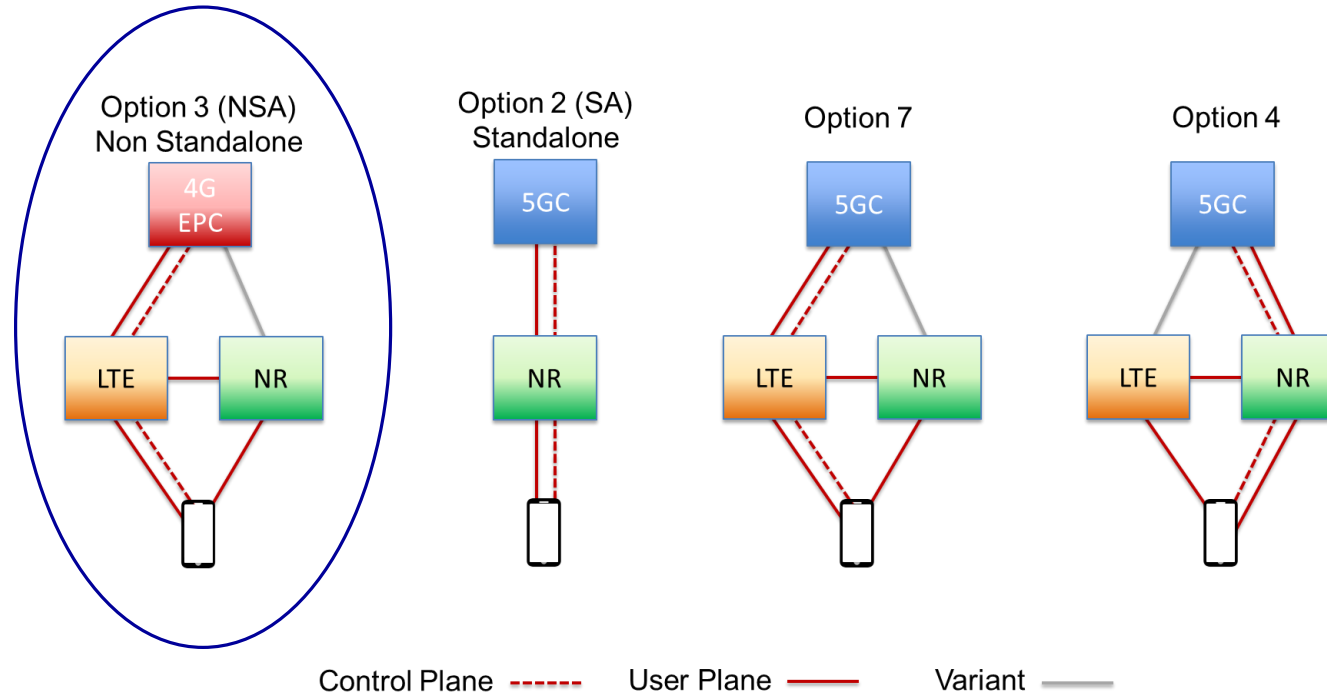 Option 3 (NSA)
Non Standalone
4G
EPC
LTE
NR
Option 2 (SA)
Standalone
5GC
NR
Option 7
5GC
LTE
NR
Option 4
5GC
LTE
NR
Control Plane
User Plane
Variant